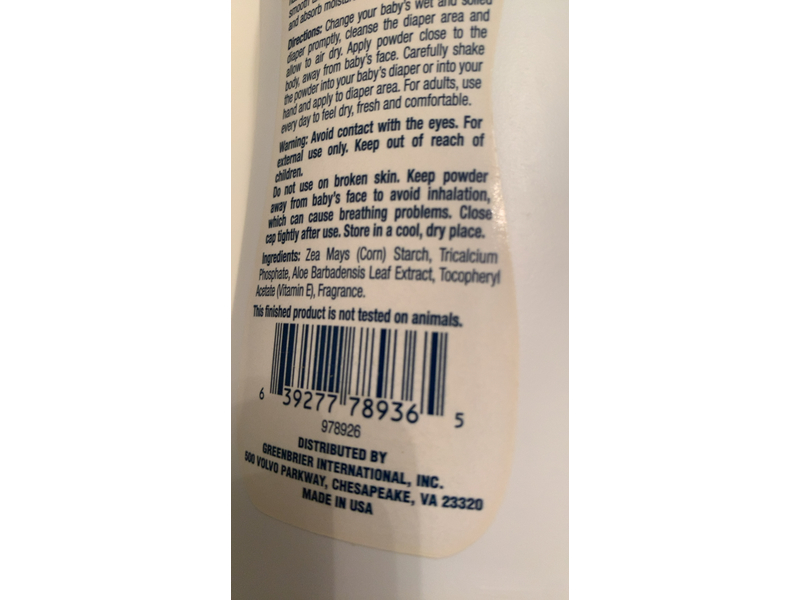 smooth
and absorb moisture
Directions: Change your baby's wet and soiled
diaper promptly, cleanse the diaper area and
allow to air dry. Apply powder close to the
body, away from baby's face. Carefully shake
the powder into your baby's diaper or into your
hand and apply to diaper area. For adults, use
every day to feel dry, fresh and comfortable.
Warning: Avoid contact with the eyes. For
external use only. Keep out of reach of
children.
Do not use on broken skin. Keep powder
away from baby's face to avoid inhalation,
which can cause breathing problems. Close
cap tightly after use. Store in a cool, dry place.
Ingredients: Zea Mays (Corn) Starch, Tricalcium
Phosphate, Aloe Barbadensis Leaf Extract, Tocopheryl
Acetate (Vitamin E), Fragrance.
This finished product is not tested on animals.
6 39277 78936 5
978926
DISTRIBUTED BY
GREENBRIER INTERNATIONAL, INC.
500 VOLVO PARKWAY, CHESAPEAKE, VA 23320
MADE IN USA